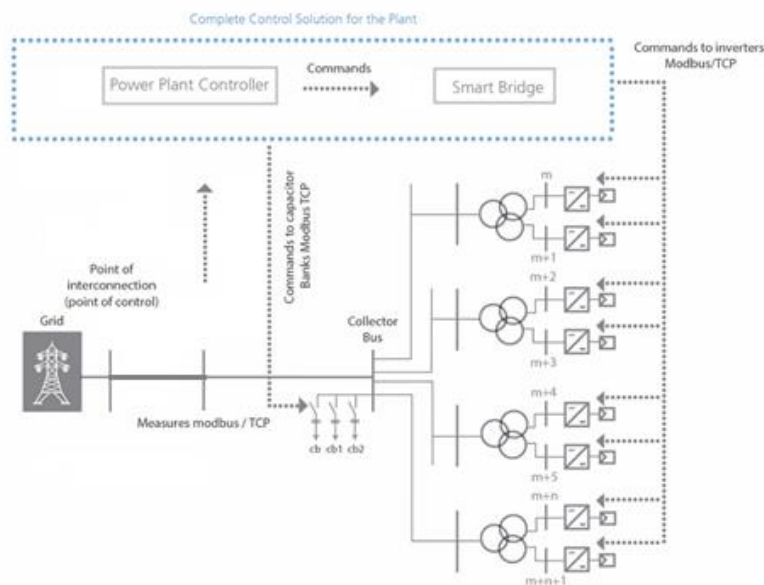 Complete Control Solution for the Plant
Commands to inverters
Modbus/TCP
Power Plant Controller
Commands
Smart Bridge
Commands to capacitor
Banks Modbus TCP
m
m+1
Point of
interconnection
(point of control)
m+2
Grid
Collector
Bus
m+3
m+4
Measures modbus / TCP
cb
cb1
cb2
m+5
m+n
m+n+1